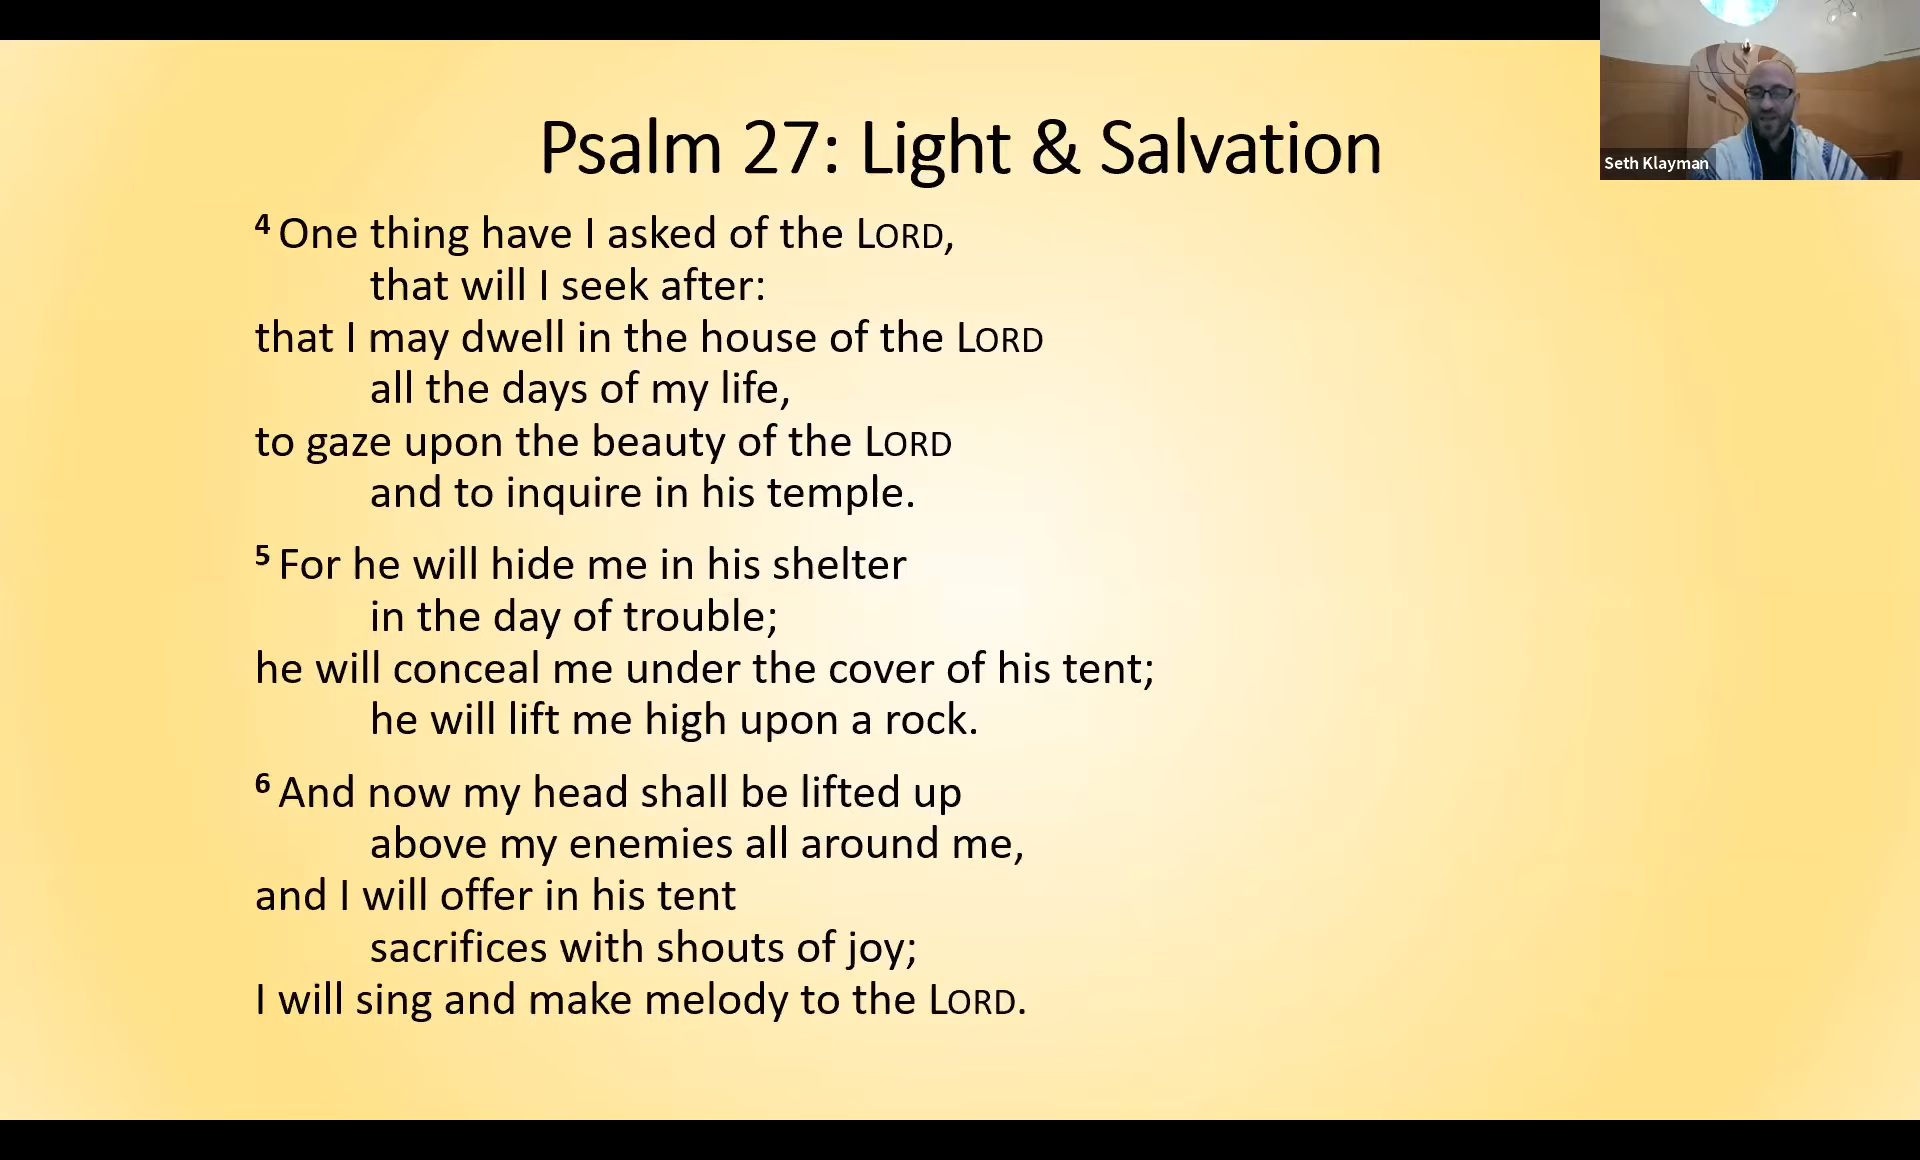 Psalm 27: Light & Salvation
Seth Klayman
4 One thing have I asked of the LORD,
that will I seek after:
that I may dwell in the house of the LORD
all the days of my life,
to gaze upon the beauty of the LORD
and to inquire in his temple.
5 For he will hide me in his shelter
in the day of trouble;
he will conceal me under the cover of his tent;
he will lift me high upon a rock.
6 And now my head shall be lifted up
above my enemies all around me,
and I will offer in his tent
sacrifices with shouts of joy;
I will sing and make melody to the LORD.